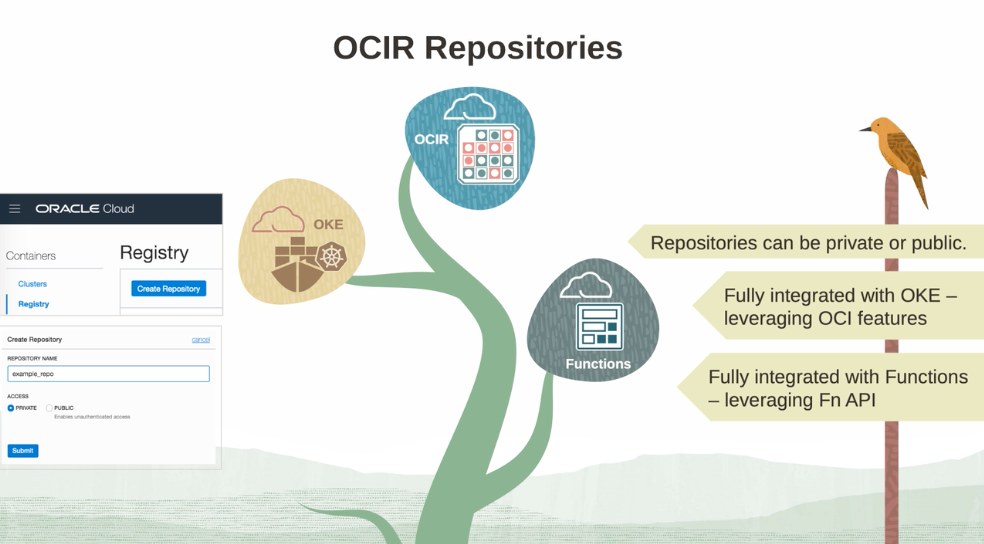 OCIR Repositories
OCIR
OKE
Functions
ORACLE Cloud
Containers
Clusters
Registry
Registry
Create Repository
Create Repository
cancel
REPOSITORY NAME
example_repo
ACCESS
PRIVATE
PUBLIC
Enables unauthenticated access
Submit
Repositories can be private or public.
Fully integrated with OKE –
leveraging OCI features
Fully integrated with Functions
– leveraging Fn API